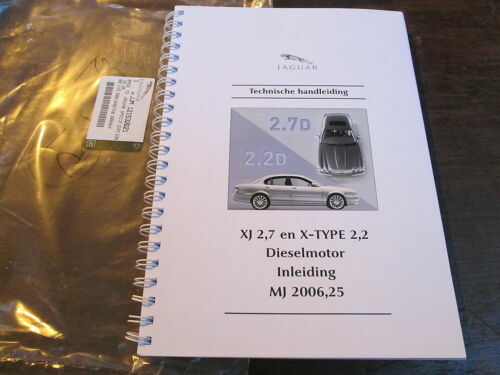 JAGUAR
Technische handleiding
2.7D
2.2D
XJ 2,7 en X-TYPE 2,2
Dieselmotor
Inleiding
MJ 2006,25